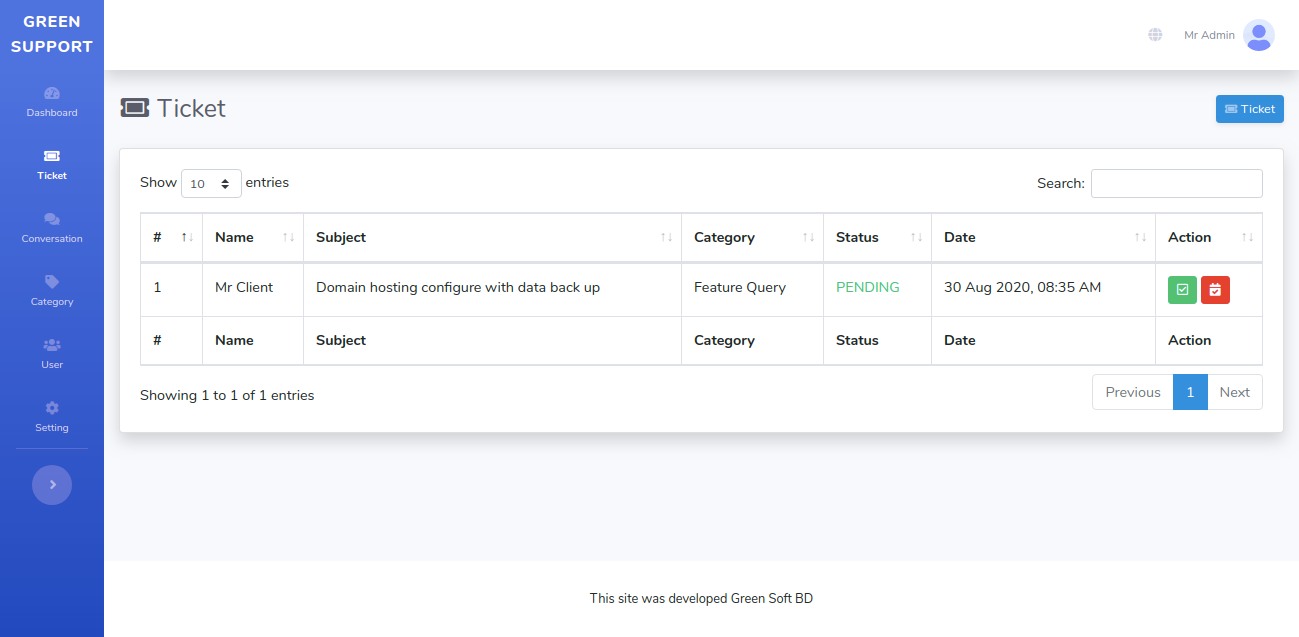 GREEN
SUPPORT
Mr Admin
Dashboard
Ticket
Conversation
Category
User
Setting
Ticket
Ticket
Show 10 entries
Search:
# Name Subject Category Status Date Action
1 Mr Client Domain hosting configure with data back up Feature Query PENDING 30 Aug 2020, 08:35 AM
# Name Subject Category Status Date Action
Showing 1 to 1 of 1 entries
Previous 1 Next
This site was developed Green Soft BD